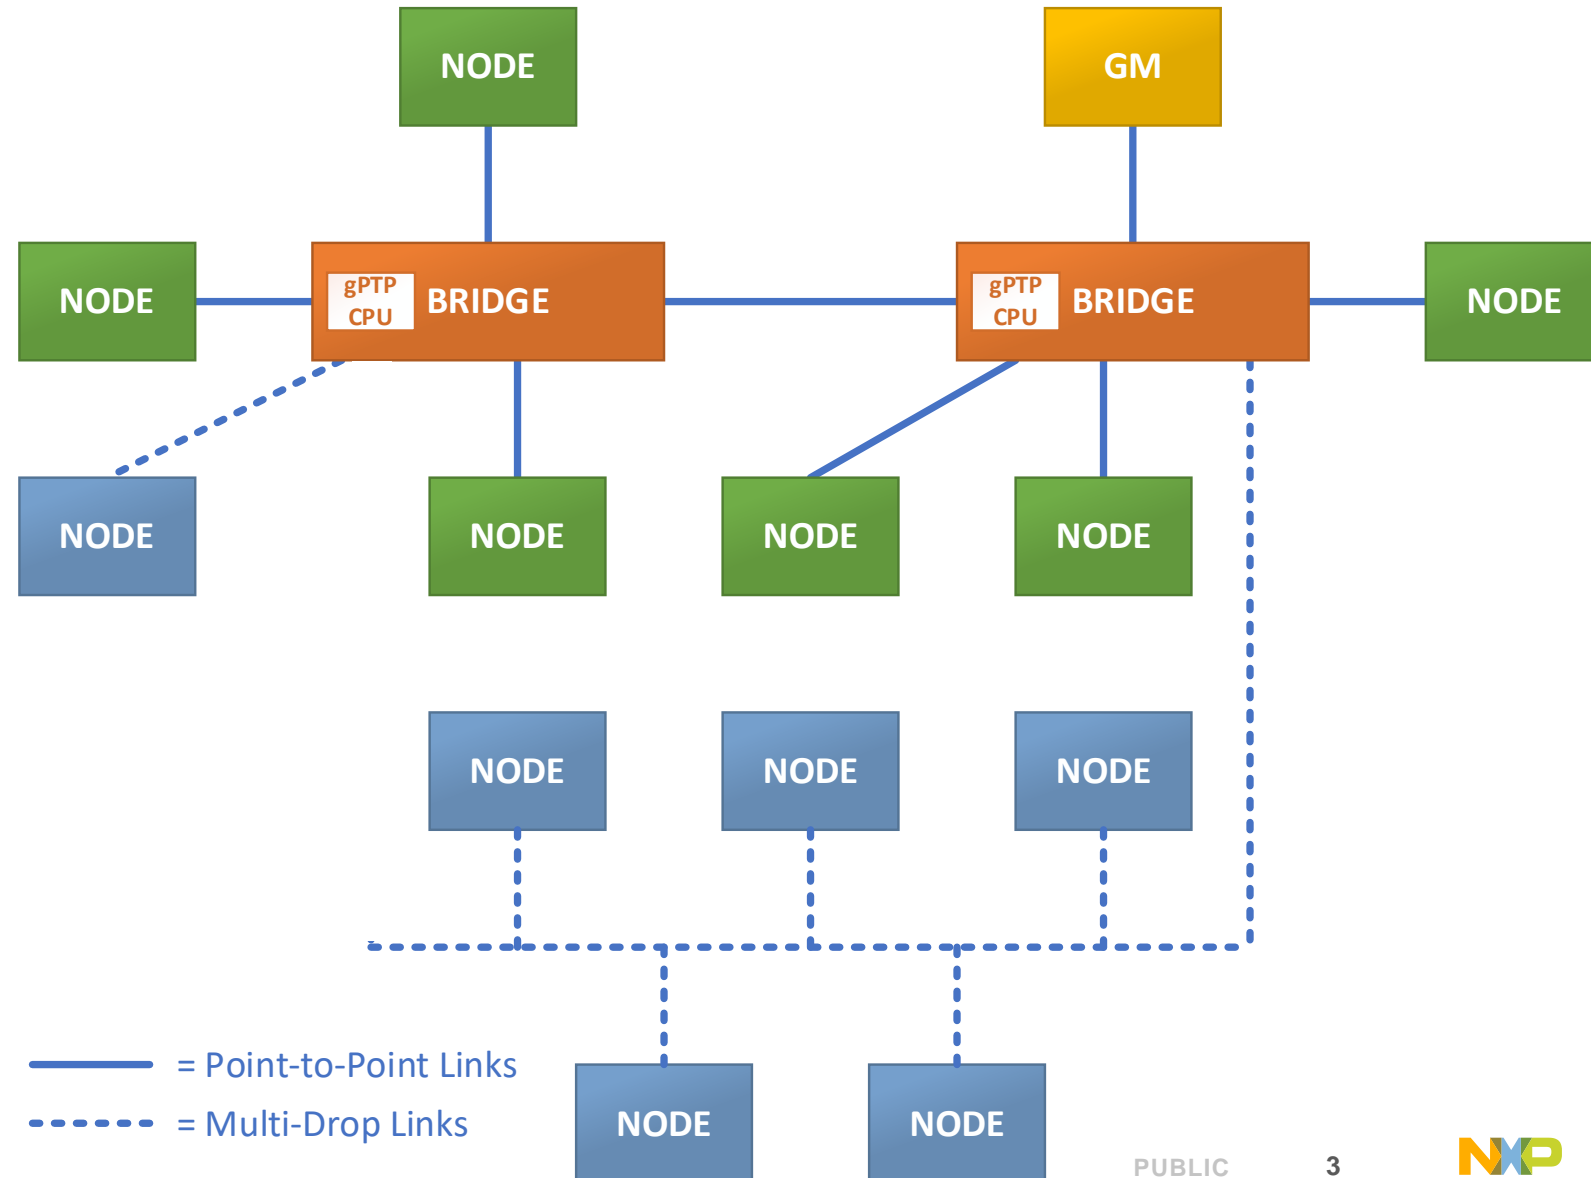 NODE
GM
NODE
gPTP
CPU
BRIDGE
gPTP
CPU
BRIDGE
NODE
NODE
NODE
NODE
NODE
NODE
NODE
NODE
= Point-to-Point Links
= Multi-Drop Links
NODE
NODE
PUBLIC
3
NXP